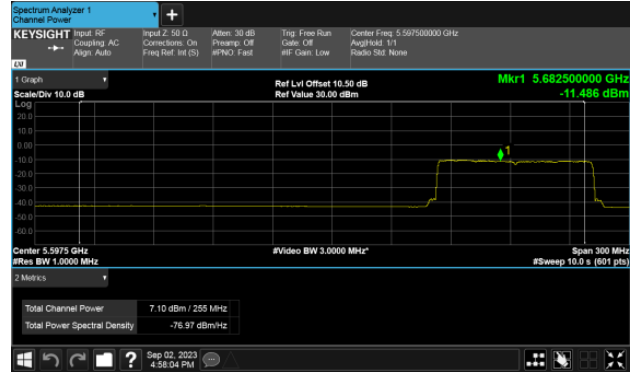 Spectrum Analyzer 1
Channel Power
+
KEYSIGHT Input: RF Input Z: 50 Ω Atten: 30 dB Trig: Free Run Center Freq: 5.597500000 GHz
Coupling: AC Corrections: On Preamp: Off Gate: Off Avg|Hold: 1/1
Align: Auto Freq Ref: Int (S) #PNO: Fast #IF Gain: Low Radio Std: None
LXI
1 Graph Ref Lvl Offset 10.50 dB Mkr1 5.682500000 GHz
Scale/Div 10.0 dB Ref Value 30.00 dBm -11.486 dBm
Log
20.0
10.0
0.00
1
-10.0
-20.0
-30.0
-40.0
-50.0
-60.0
Center 5.5975 GHz #Video BW 3.0000 MHz* Span 300 MHz
#Res BW 1.0000 MHz #Sweep 10.0 s (601 pts)
2 Metrics
Total Channel Power 7.10 dBm / 255 MHz
Total Power Spectral Density -76.97 dBm/Hz
? Sep 02, 2023
4:58:04 PM